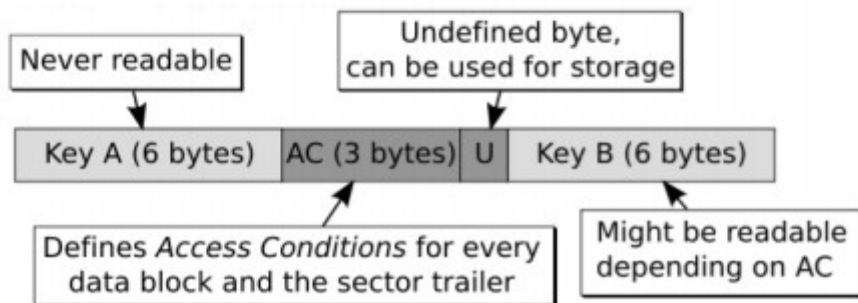 Never readable
Undefined byte,
can be used for storage
Key A (6 bytes) AC (3 bytes) U Key B (6 bytes)
Defines Access Conditions for every
data block and the sector trailer
Might be readable
depending on AC